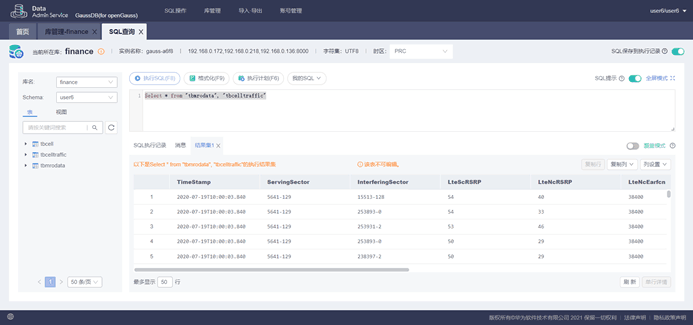 Data
Admin Service
GaussDB(for openGauss)
SQL操作
库管理
导入·导出
账号管理
user6/user6
首页
库管理-finance
SQL查询
当前所在库：finance
实例名称：gauss-a6f6
192.168.0.172,192.168.0.218,192.168.0.136:8000
字符集：UTF8
时区：
PRC
SQL保存到执行记录
库名:
finance
Schema:
user6
表
视图
请按关键词搜索
tbcell
tbcelltraffic
tbmrodata
1
50 条/页
执行SQL(F8)
格式化(F9)
执行计划(F6)
我的SQL
SQL提示
全屏模式
1
Select * from "tbmrodata", "tbcelltraffic"
SQL执行记录
消息
结果集1
覆盖模式
以下是Select * from "tbmrodata", "tbcelltraffic"的执行结果集
该表不可编辑。
复制行
复制列
列设置
TimeStamp ServingSector InterferingSector LteScRSRP LteNcRSRP LteNcEarfcn
1 2020-07-19T10:00:03.840 5641-129 15513-128 54 40 38400
2 2020-07-19T10:00:03.840 5641-129 253893-0 54 33 38400
3 2020-07-19T10:00:03.840 5641-129 253931-2 53 46 38400
4 2020-07-19T10:00:03.840 5641-129 253893-0 50 29 38400
5 2020-07-19T10:00:03.840 5641-129 238397-2 50 29 38400
最多显示 50 行
刷 新
单行详情
版权所有©华为软件技术有限公司 2021 保留一切权利
法律声明
隐私政策声明